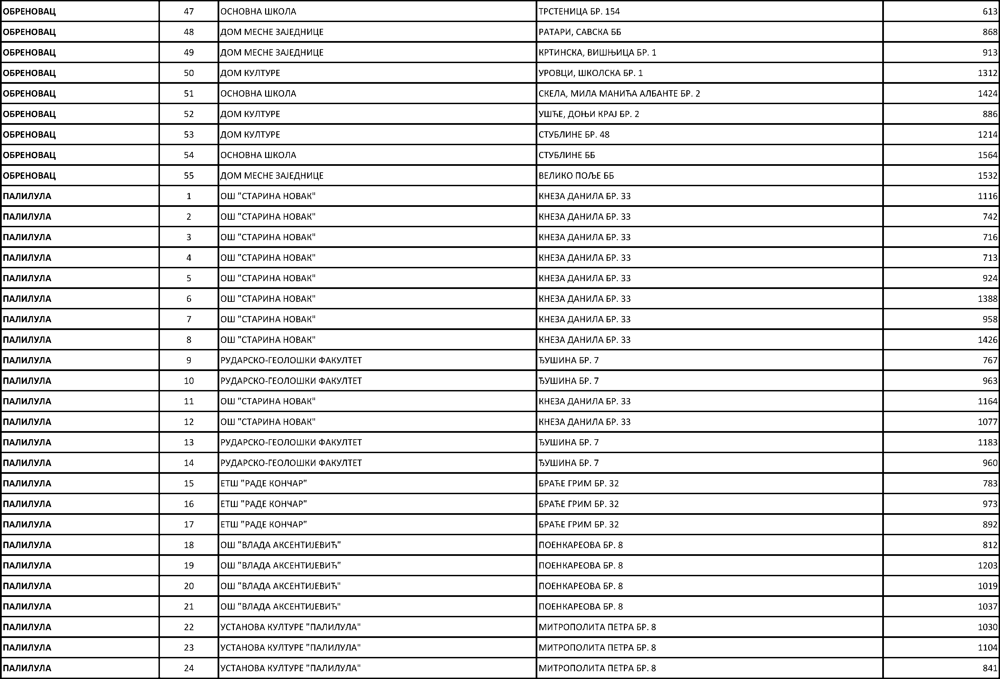 ОБРЕНОВАЦ 47 ОСНОВНА ШКОЛА ТРСТЕНИЦА БР. 154 613
ОБРЕНОВАЦ 48 ДОМ МЕСНЕ ЗАЈЕДНИЦЕ РАТАРИ, САВСКА ББ 868
ОБРЕНОВАЦ 49 ДОМ МЕСНЕ ЗАЈЕДНИЦЕ КРТИНСКА, ВИШЊИЦА БР. 1 913
ОБРЕНОВАЦ 50 ДОМ КУЛТУРЕ УРОВЦИ, ШКОЛСКА БР. 1 1312
ОБРЕНОВАЦ 51 ОСНОВНА ШКОЛА СКЕЛА, МИЛА МАНИЋА АЛБАНТЕ БР. 2 1424
ОБРЕНОВАЦ 52 ДОМ КУЛТУРЕ УШЋЕ, ДОЊИ КРАЈ БР. 2 886
ОБРЕНОВАЦ 53 ДОМ КУЛТУРЕ СТУБЛИНЕ БР. 48 1214
ОБРЕНОВАЦ 54 ОСНОВНА ШКОЛА СТУБЛИНЕ ББ 1564
ОБРЕНОВАЦ 55 ДОМ МЕСНЕ ЗАЈЕДНИЦЕ ВЕЛИКО ПОЉЕ ББ 1532
ПАЛИЛУЛА 1 ОШ "СТАРИНА НОВАК" КНЕЗА ДАНИЛА БР. 33 1116
ПАЛИЛУЛА 2 ОШ "СТАРИНА НОВАК" КНЕЗА ДАНИЛА БР. 33 742
ПАЛИЛУЛА 3 ОШ "СТАРИНА НОВАК" КНЕЗА ДАНИЛА БР. 33 716
ПАЛИЛУЛА 4 ОШ "СТАРИНА НОВАК" КНЕЗА ДАНИЛА БР. 33 713
ПАЛИЛУЛА 5 ОШ "СТАРИНА НОВАК" КНЕЗА ДАНИЛА БР. 33 924
ПАЛИЛУЛА 6 ОШ "СТАРИНА НОВАК" КНЕЗА ДАНИЛА БР. 33 1388
ПАЛИЛУЛА 7 ОШ "СТАРИНА НОВАК" КНЕЗА ДАНИЛА БР. 33 958
ПАЛИЛУЛА 8 ОШ "СТАРИНА НОВАК" КНЕЗА ДАНИЛА БР. 33 1426
ПАЛИЛУЛА 9 РУДАРСКО-ГЕОЛОШКИ ФАКУЛТЕТ ЂУШИНА БР. 7 767
ПАЛИЛУЛА 10 РУДАРСКО-ГЕОЛОШКИ ФАКУЛТЕТ ЂУШИНА БР. 7 963
ПАЛИЛУЛА 11 ОШ "СТАРИНА НОВАК" КНЕЗА ДАНИЛА БР. 33 1164
ПАЛИЛУЛА 12 ОШ "СТАРИНА НОВАК" КНЕЗА ДАНИЛА БР. 33 1077
ПАЛИЛУЛА 13 РУДАРСКО-ГЕОЛОШКИ ФАКУЛТЕТ ЂУШИНА БР. 7 1183
ПАЛИЛУЛА 14 РУДАРСКО-ГЕОЛОШКИ ФАКУЛТЕТ ЂУШИНА БР. 7 960
ПАЛИЛУЛА 15 ЕТШ "РАДЕ КОНЧАР" БРАЋЕ ГРИМ БР. 32 783
ПАЛИЛУЛА 16 ЕТШ "РАДЕ КОНЧАР" БРАЋЕ ГРИМ БР. 32 973
ПАЛИЛУЛА 17 ЕТШ "РАДЕ КОНЧАР" БРАЋЕ ГРИМ БР. 32 892
ПАЛИЛУЛА 18 ОШ "ВЛАДА АКСЕНТИЈЕВИЋ" ПОЕНКАРЕОВА БР. 8 812
ПАЛИЛУЛА 19 ОШ "ВЛАДА АКСЕНТИЈЕВИЋ" ПОЕНКАРЕОВА БР. 8 1203
ПАЛИЛУЛА 20 ОШ "ВЛАДА АКСЕНТИЈЕВИЋ" ПОЕНКАРЕОВА БР. 8 1019
ПАЛИЛУЛА 21 ОШ "ВЛАДА АКСЕНТИЈЕВИЋ" ПОЕНКАРЕОВА БР. 8 1037
ПАЛИЛУЛА 22 УСТАНОВА КУЛТУРЕ "ПАЛИЛУЛА" МИТРОПОЛИТА ПЕТРА БР. 8 1030
ПАЛИЛУЛА 23 УСТАНОВА КУЛТУРЕ "ПАЛИЛУЛА" МИТРОПОЛИТА ПЕТРА БР. 8 1104
ПАЛИЛУЛА 24 УСТАНОВА КУЛТУРЕ "ПАЛИЛУЛА" МИТРОПОЛИТА ПЕТРА БР. 8 841